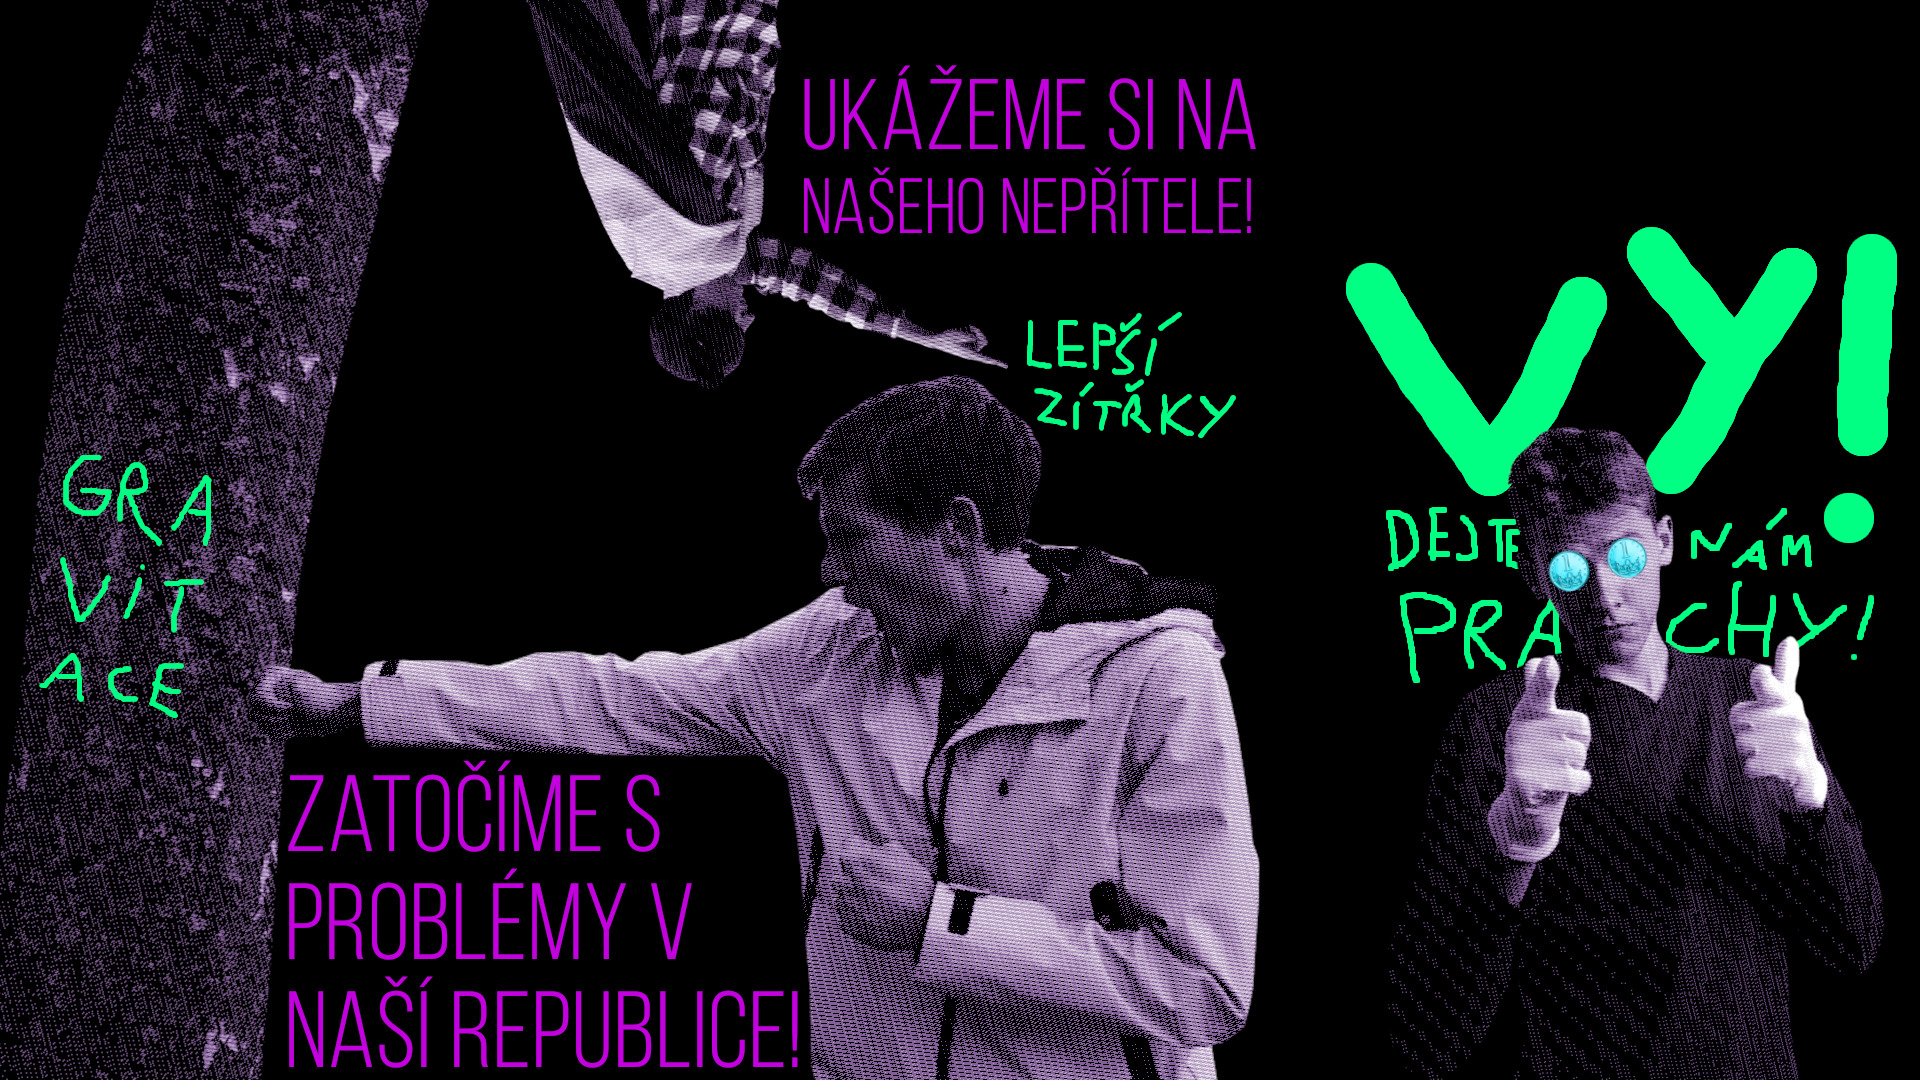 UKÁŽEME SI NA
NAŠEHO NEPŘÍTELE!
LEPŠÍ
ZÍTŘKY
VY!
DEJTE NÁM
PRACHY!
GRA
ViT
ACE
ZATOČÍME S
PROBLÉMY V
NAŠÍ REPUBLICE!